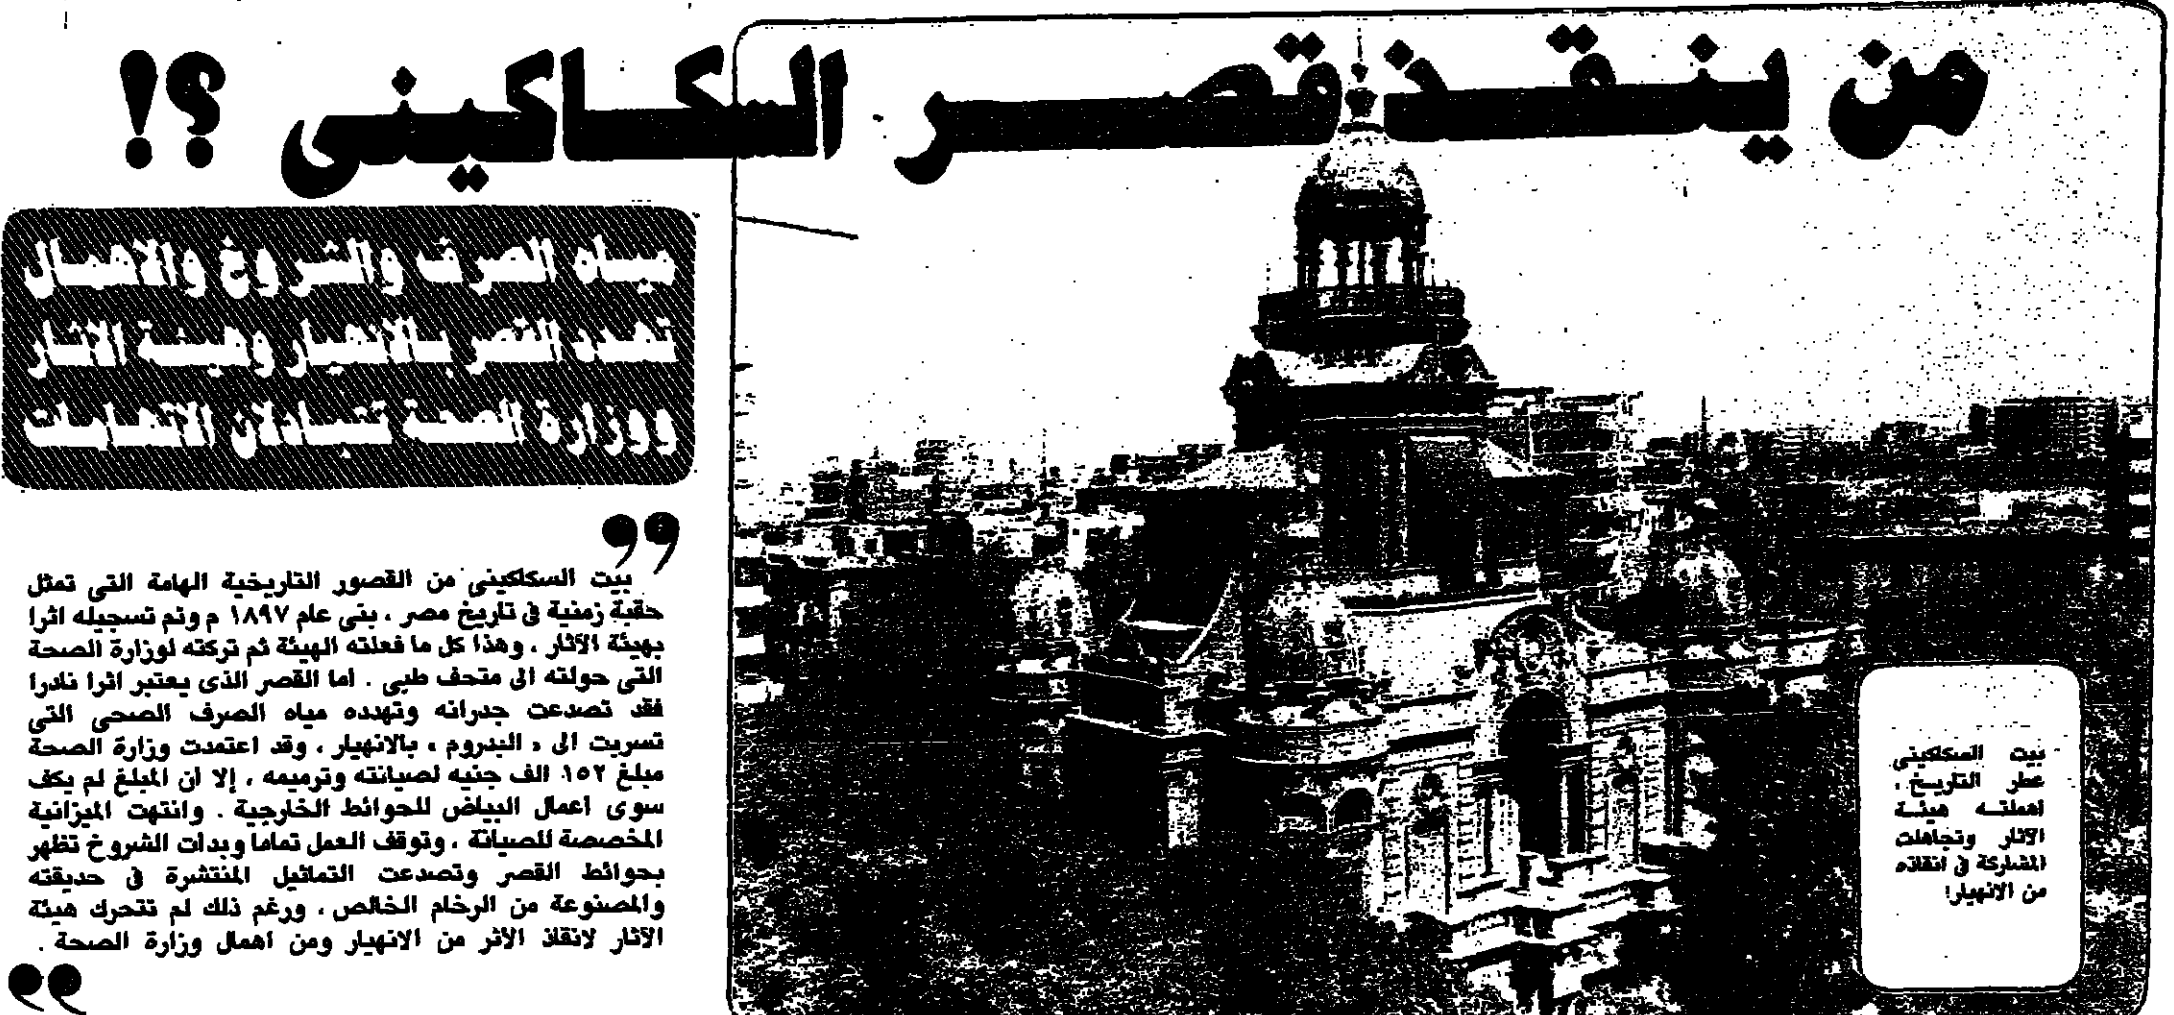 من ينقذ قصر السكاكينى ؟!
مياه الصرف والشروخ والاهمال
تهدد القصر بالانهيار وهيئة الاثار
ووزارة الصحة تتبادلان الاتهامات
بيت السكاكينى من القصور التاريخية الهامة التى تمثل
حقبة زمنية فى تاريخ مصر ، بنى عام ١٨٩٧ م وتم تسجيله اثرا
بهيئة الآثار ، وهذا كل ما فعلته الهيئة ثم تركته لوزارة الصحة
التى حولته الى متحف طبى . اما القصر الذى يعتبر اثرا نادرا
فقد تصدعت جدرانه وتهدده مياه الصرف الصحى التى
تسربت الى « البدروم » بالانهيار ، وقد اعتمدت وزارة الصحة
مبلغ ١٥٢ الف جنيه لصيانته وترميمه ، إلا ان المبلغ لم يكف
سوى أعمال البياض للحوائط الخارجية . وانتهت الميزانية
المخصصة للصيانة ، وتوقف العمل تماما وبدأت الشروخ تظهر
بحوائط القصر وتصدعت التماثيل المنتشرة فى حديقته
والمصنوعة من الرخام الخالص ، ورغم ذلك لم تتحرك هيئة
الآثار لانقاذ الأثر من الانهيار ومن اهمال وزارة الصحة .
بيت السكاكينى
عطر التاريخ ،
اهملته هيئة
الآثار وتجاهلت
المشاركة فى انقاذه
من الانهيار!